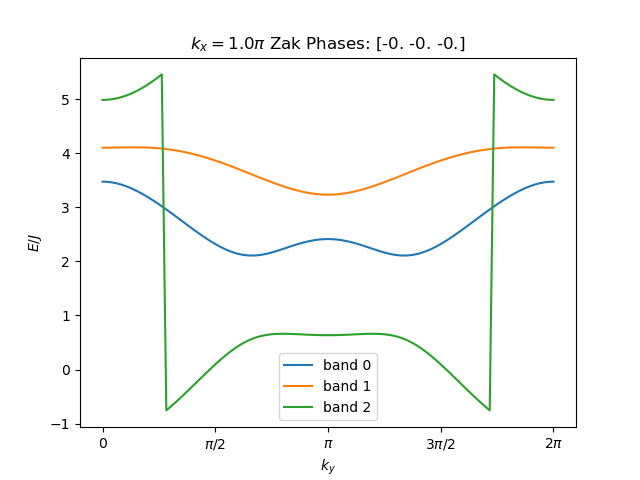 $k_x = 1.0\pi$ Zak Phases: [-0. -0. -0.]
E/J
5
4
3
2
1
0
−1
band 0
band 1
band 2
0
π/2
π
3π/2
2π
$k_y$